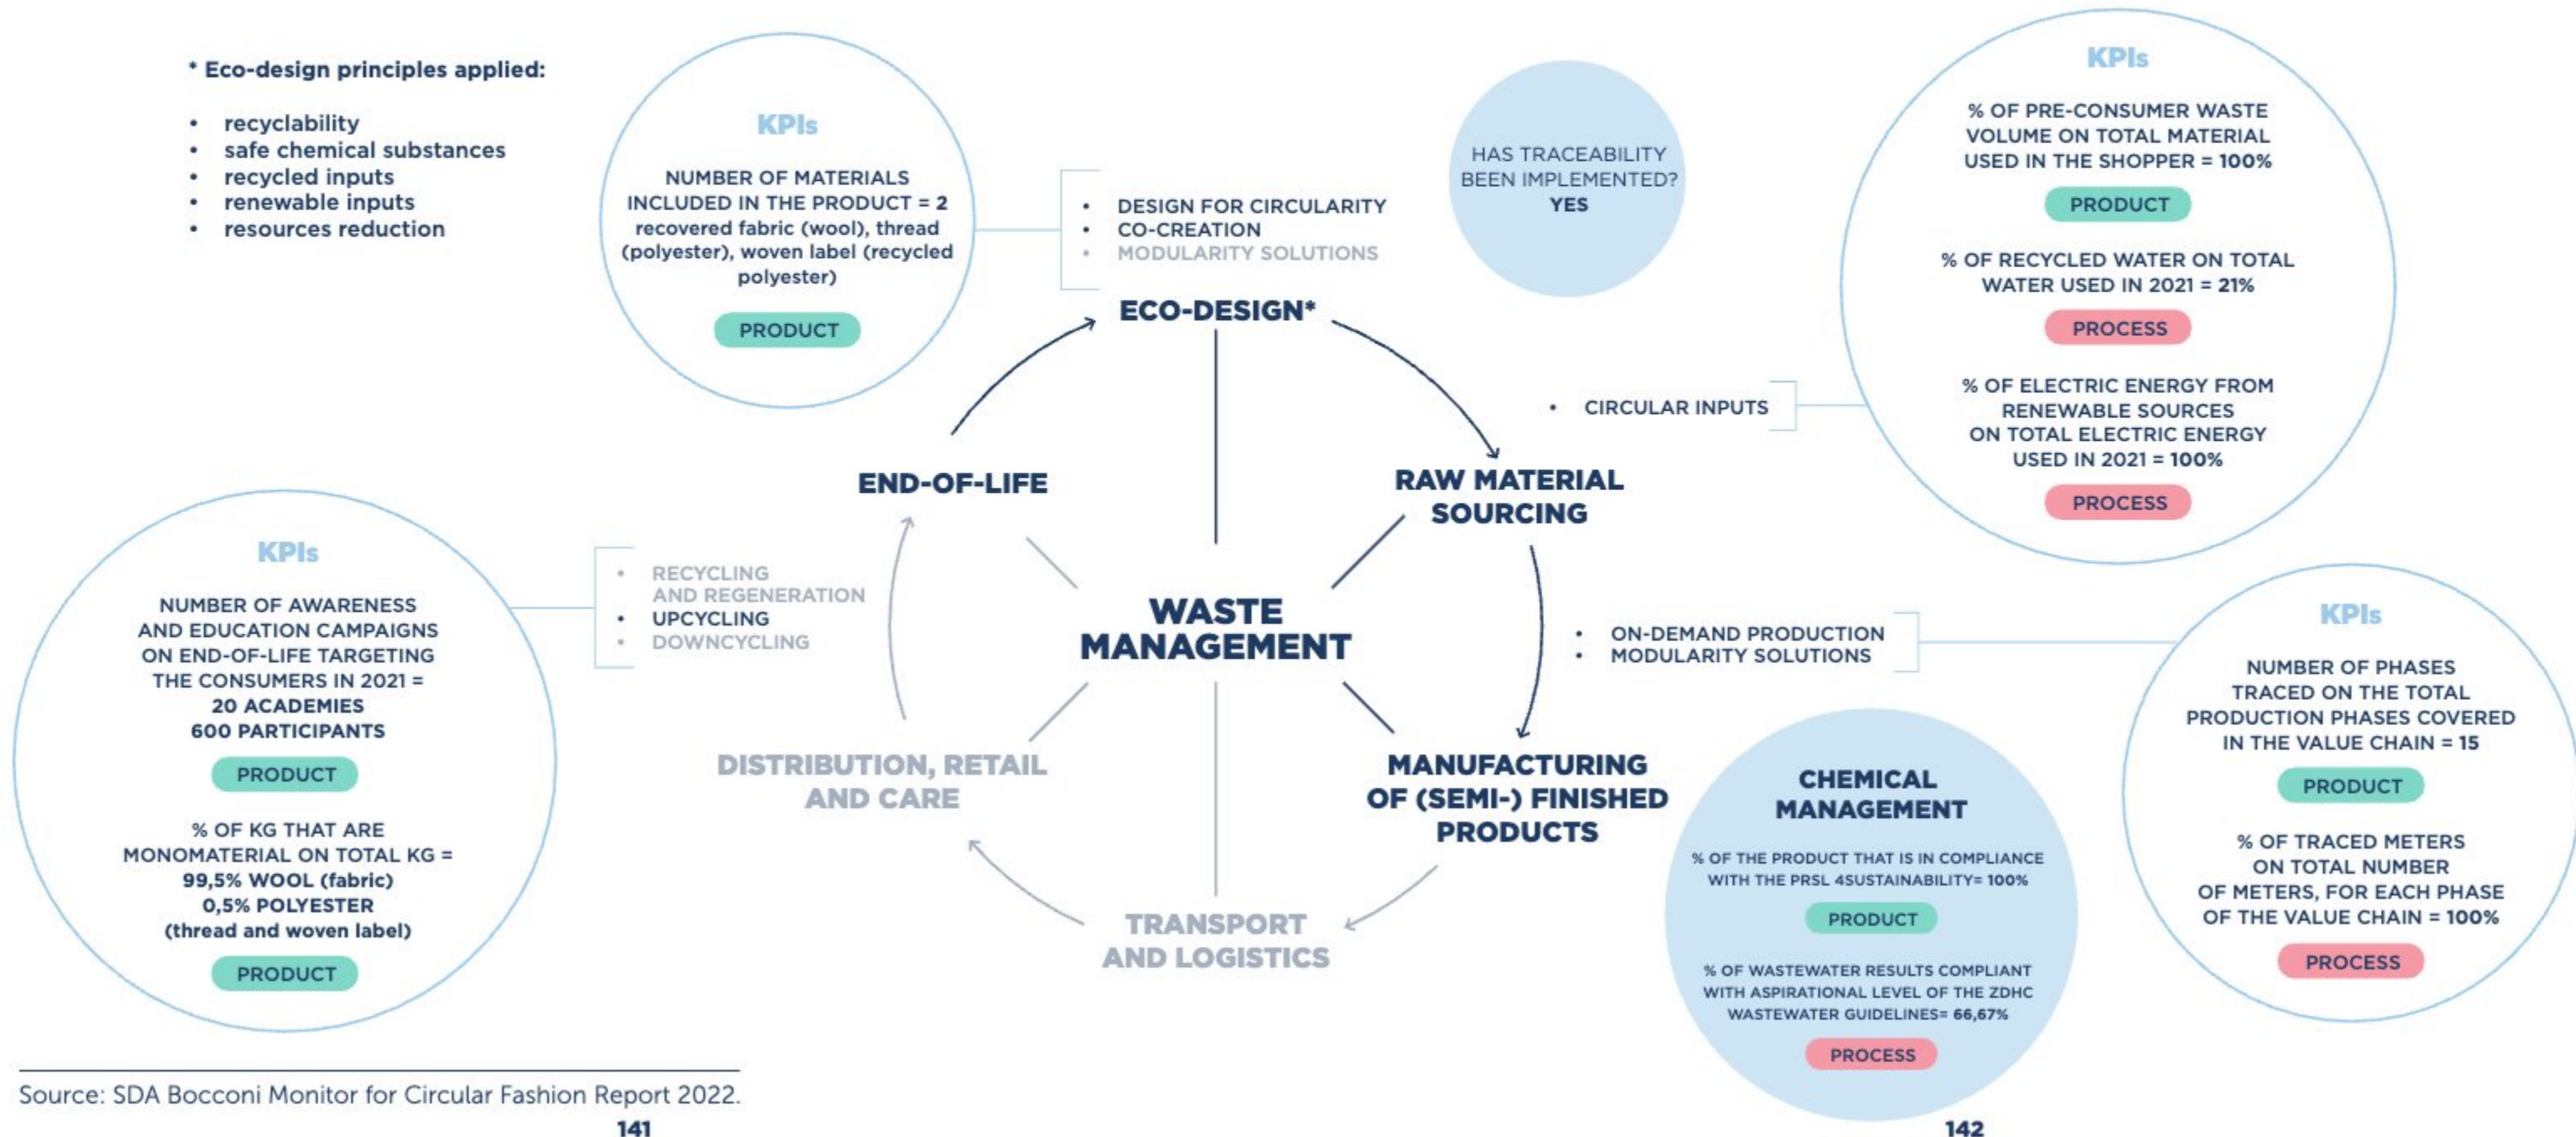 * Eco-design principles applied:
• recyclability
• safe chemical substances
• recycled inputs
• renewable inputs
• resources reduction
KPIs
NUMBER OF MATERIALS
INCLUDED IN THE PRODUCT = 2
recovered fabric (wool), thread
(polyester), woven label (recycled
polyester)
PRODUCT
• DESIGN FOR CIRCULARITY
• CO-CREATION
• MODULARITY SOLUTIONS
HAS TRACEABILITY
BEEN IMPLEMENTED?
YES
KPIs
% OF PRE-CONSUMER WASTE
VOLUME ON TOTAL MATERIAL
USED IN THE SHOPPER = 100%
PRODUCT
% OF RECYCLED WATER ON TOTAL
WATER USED IN 2021 = 21%
PROCESS
% OF ELECTRIC ENERGY FROM
RENEWABLE SOURCES
ON TOTAL ELECTRIC ENERGY
USED IN 2021 = 100%
PROCESS
ECO-DESIGN*
• CIRCULAR INPUTS
END-OF-LIFE
RAW MATERIAL
SOURCING
KPIs
NUMBER OF AWARENESS
AND EDUCATION CAMPAIGNS
ON END-OF-LIFE TARGETING
THE CONSUMERS IN 2021 =
20 ACADEMIES
600 PARTICIPANTS
PRODUCT
% OF KG THAT ARE
MONOMATERIAL ON TOTAL KG =
99,5% WOOL (fabric)
0,5% POLYESTER
(thread and woven label)
PRODUCT
• RECYCLING
AND REGENERATION
• UPCYCLING
• DOWNCYCLING
WASTE
MANAGEMENT
• ON-DEMAND PRODUCTION
• MODULARITY SOLUTIONS
KPIs
NUMBER OF PHASES
TRACED ON THE TOTAL
PRODUCTION PHASES COVERED
IN THE VALUE CHAIN = 15
PRODUCT
% OF TRACED METERS
ON TOTAL NUMBER
OF METERS, FOR EACH PHASE
OF THE VALUE CHAIN = 100%
PROCESS
DISTRIBUTION, RETAIL
AND CARE
MANUFACTURING
OF (SEMI-) FINISHED
PRODUCTS
CHEMICAL
MANAGEMENT
% OF THE PRODUCT THAT IS IN COMPLIANCE
WITH THE PRSL 4SUSTAINABILITY= 100%
PRODUCT
% OF WASTEWATER RESULTS COMPLIANT
WITH ASPIRATIONAL LEVEL OF THE ZDHC
WASTEWATER GUIDELINES= 66,67%
PROCESS
TRANSPORT
AND LOGISTICS
Source: SDA Bocconi Monitor for Circular Fashion Report 2022.
141
142